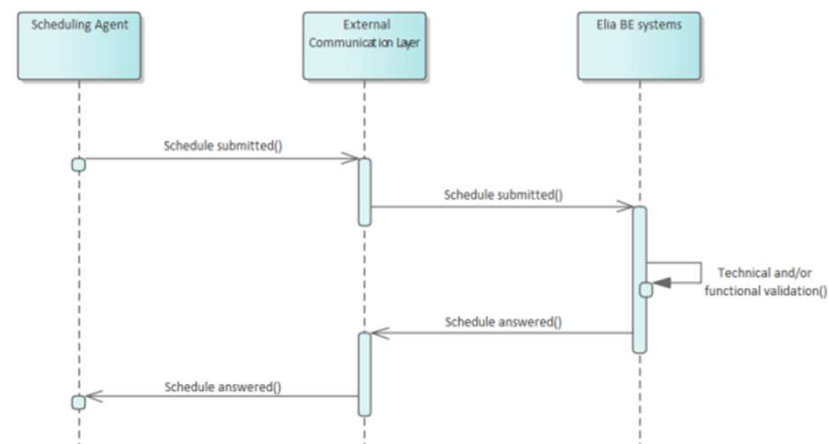 Scheduling Agent
External
Communication Layer
Elia BE systems
Schedule submitted()
Schedule submitted()
Technical and/or
functional validation()
Schedule answered()
Schedule answered()